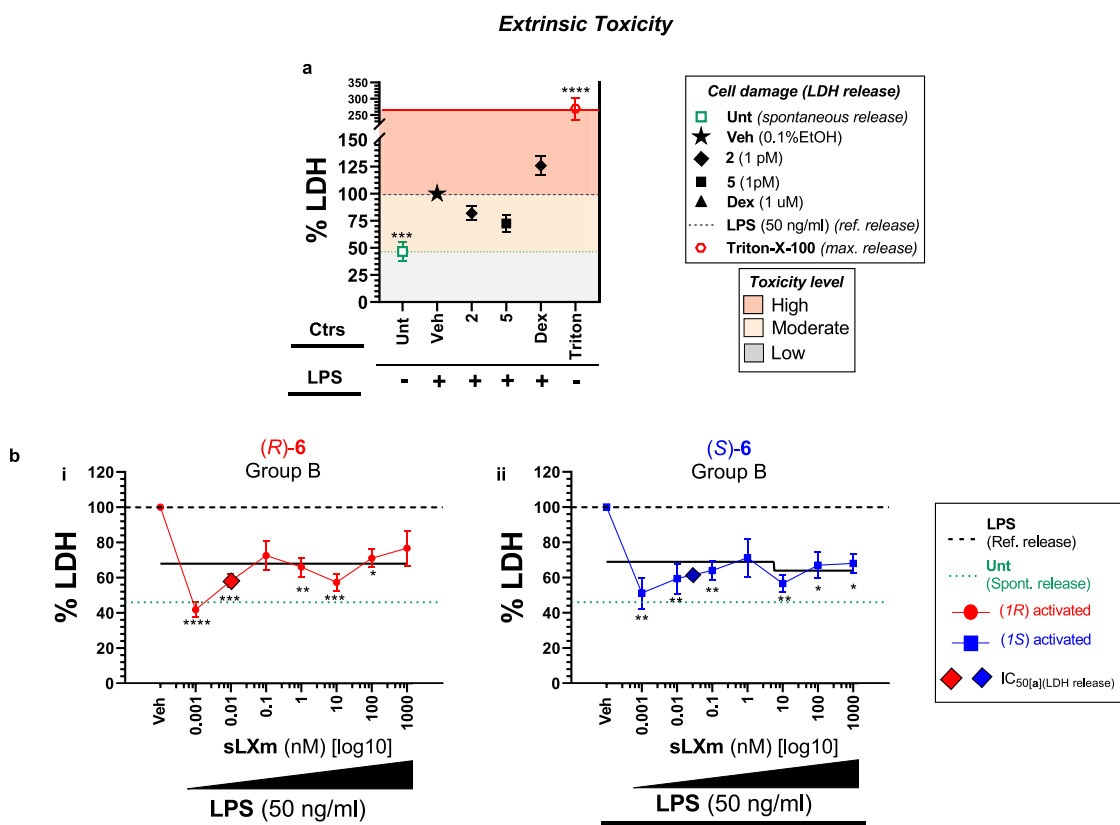 Extrinsic Toxicity
a
% LDH
350
300
250
150
125
100
75
50
25
0
***
****
Unt
Veh
2
5
Dex
Triton
Ctrs
LPS
- + + + + -
Cell damage (LDH release)
Unt (spontaneous release)
Veh (0.1%EtOH)
2 (1 pM)
5 (1pM)
Dex (1 uM)
LPS (50 ng/ml) (ref. release)
Triton-X-100 (max. release)
Toxicity level
High
Moderate
Low
b
i
(R)-6
Group B
% LDH
120
100
80
60
40
20
0
****
***
**
***
*
Veh
0.001
0.01
0.1
1
10
100
1000
sLXm (nM) [log10]
LPS (50 ng/ml)
ii
(S)-6
Group B
% LDH
120
100
80
60
40
20
0
**
**
**
**
*
*
Veh
0.001
0.01
0.1
1
10
100
1000
sLXm (nM) [log10]
LPS (50 ng/ml)
LPS
(Ref. release)
Unt
(Spont. release)
(1R) activated
(1S) activated
IC50[a](LDH release)